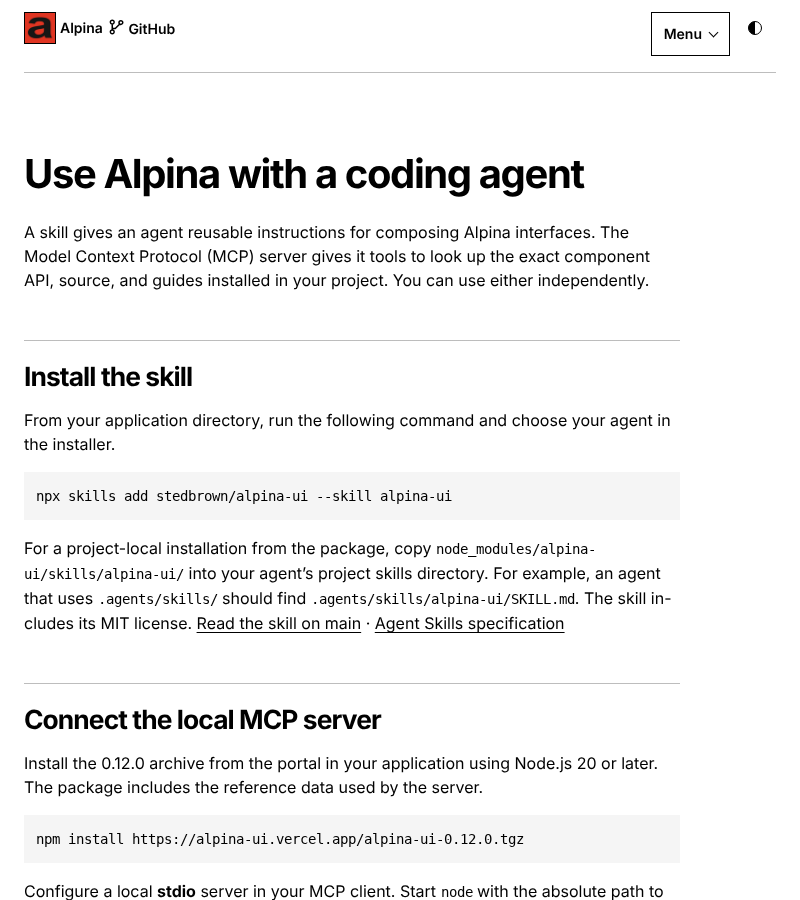 a Alpina GitHub Menu
Use Alpina with a coding agent
A skill gives an agent reusable instructions for composing Alpina interfaces. The
Model Context Protocol (MCP) server gives it tools to look up the exact component
API, source, and guides installed in your project. You can use either independently.
Install the skill
From your application directory, run the following command and choose your agent in
the installer.
npx skills add stedbrown/alpina-ui --skill alpina-ui
For a project-local installation from the package, copy node_modules/alpina-
ui/skills/alpina-ui/ into your agent’s project skills directory. For example, an agent
that uses .agents/skills/ should find .agents/skills/alpina-ui/SKILL.md. The skill in-
cludes its MIT license. Read the skill on main · Agent Skills specification
Connect the local MCP server
Install the 0.12.0 archive from the portal in your application using Node.js 20 or later.
The package includes the reference data used by the server.
npm install https://alpina-ui.vercel.app/alpina-ui-0.12.0.tgz
Configure a local stdio server in your MCP client. Start node with the absolute path to